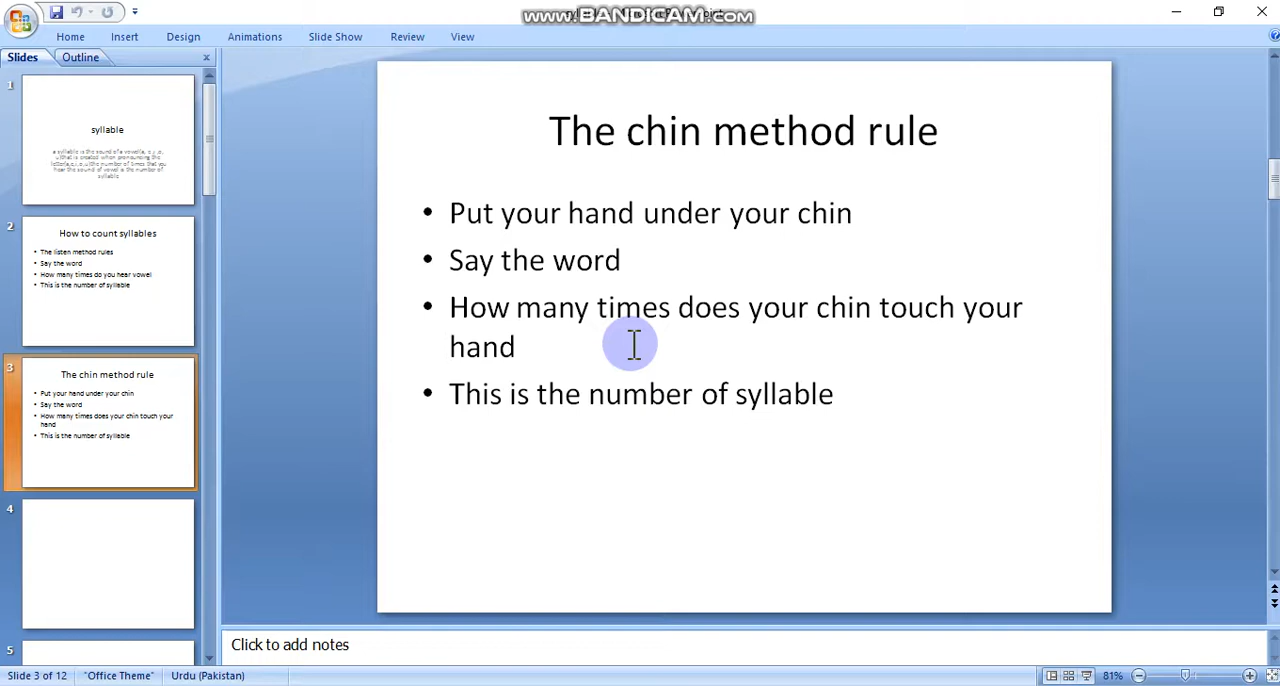 www.BANDICAM.com
Home Insert Design Animations Slide Show Review View
Slides Outline
1
syllable
2
How to count syllables
The listen method rules
Say the word
How many times do you hear vowel
This is the number of syllable
3
The chin method rule
Put your hand under your chin
Say the word
How many times does your chin touch your
hand
This is the number of syllable
4
5
The chin method rule
• Put your hand under your chin
• Say the word
• How many times does your chin touch your
hand
• This is the number of syllable
Click to add notes
Slide 3 of 12 "Office Theme" Urdu (Pakistan) 81%